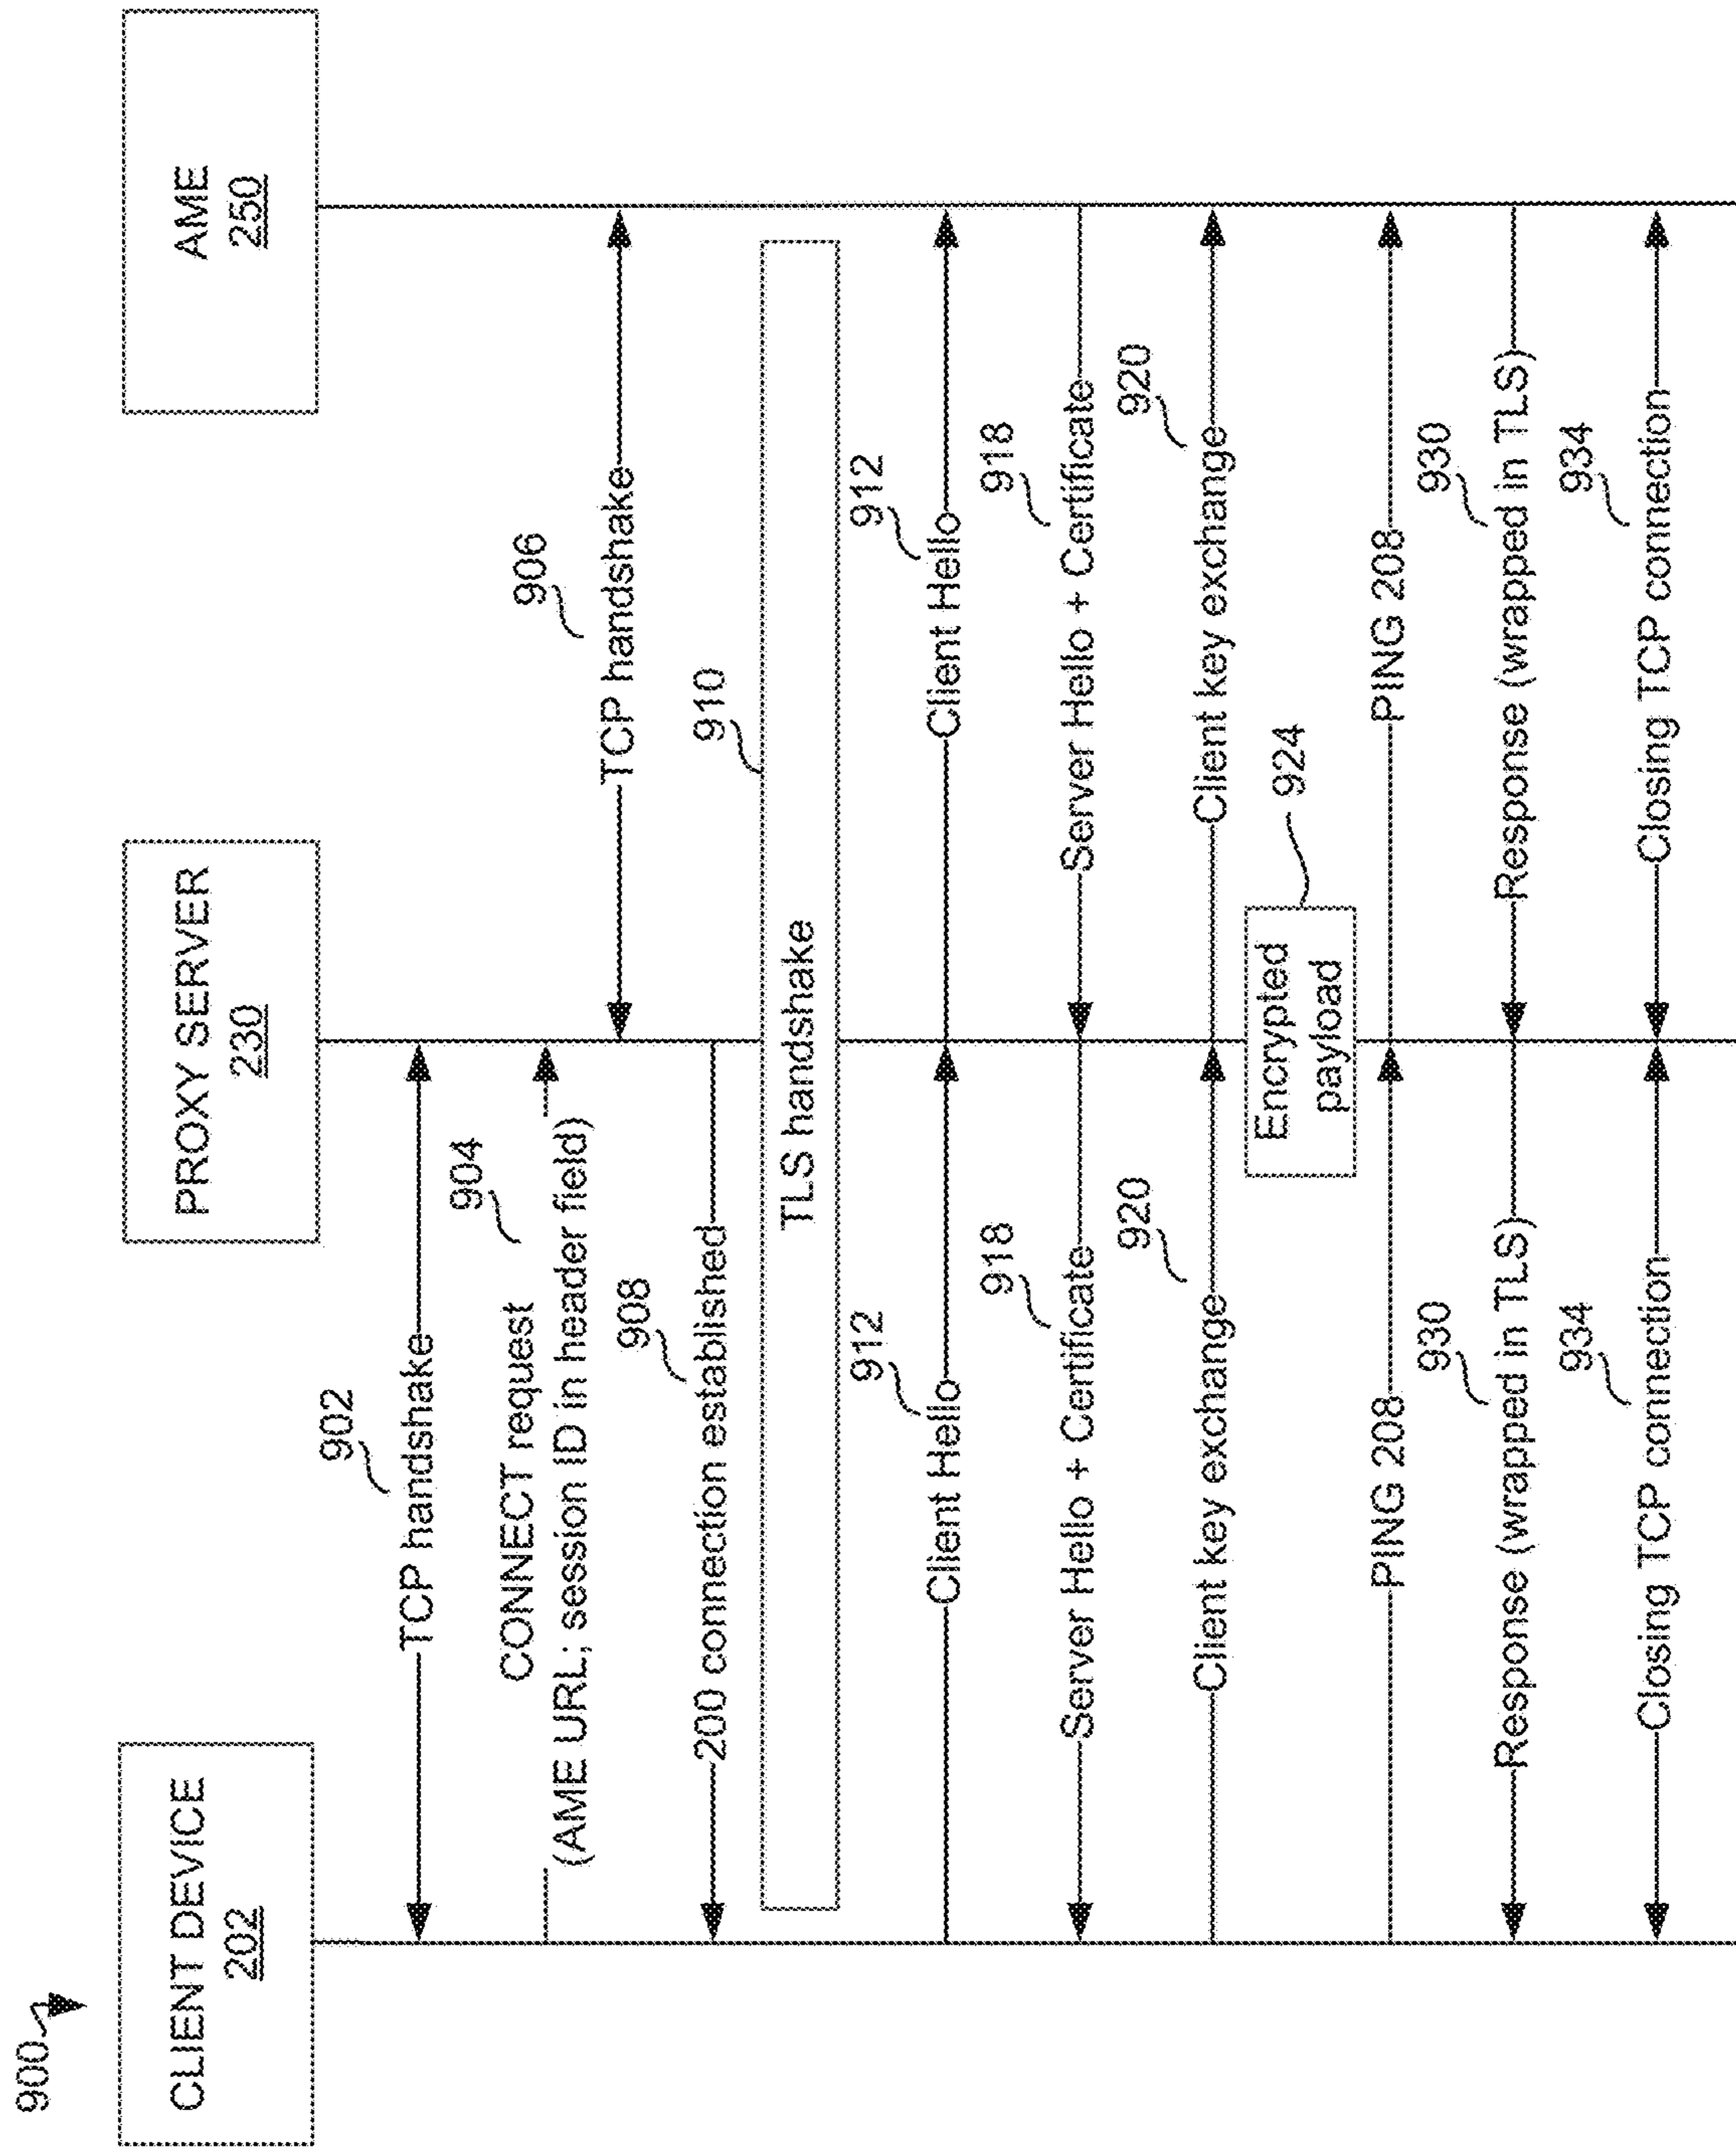 900
CLIENT DEVICE
202
PROXY SERVER
230
AME
250
902
TCP handshake
904
CONNECT request
(AME URL; session ID in header field)
906
TCP handshake
908
200 connection established
910
TLS handshake
912
Client Hello
912
Client Hello
918
Server Hello + Certificate
918
Server Hello + Certificate
920
Client key exchange
920
Client key exchange
Encrypted
payload
924
PING 208
PING 208
930
Response (wrapped in TLS)
930
Response (wrapped in TLS)
934
Closing TCP connection
934
Closing TCP connection